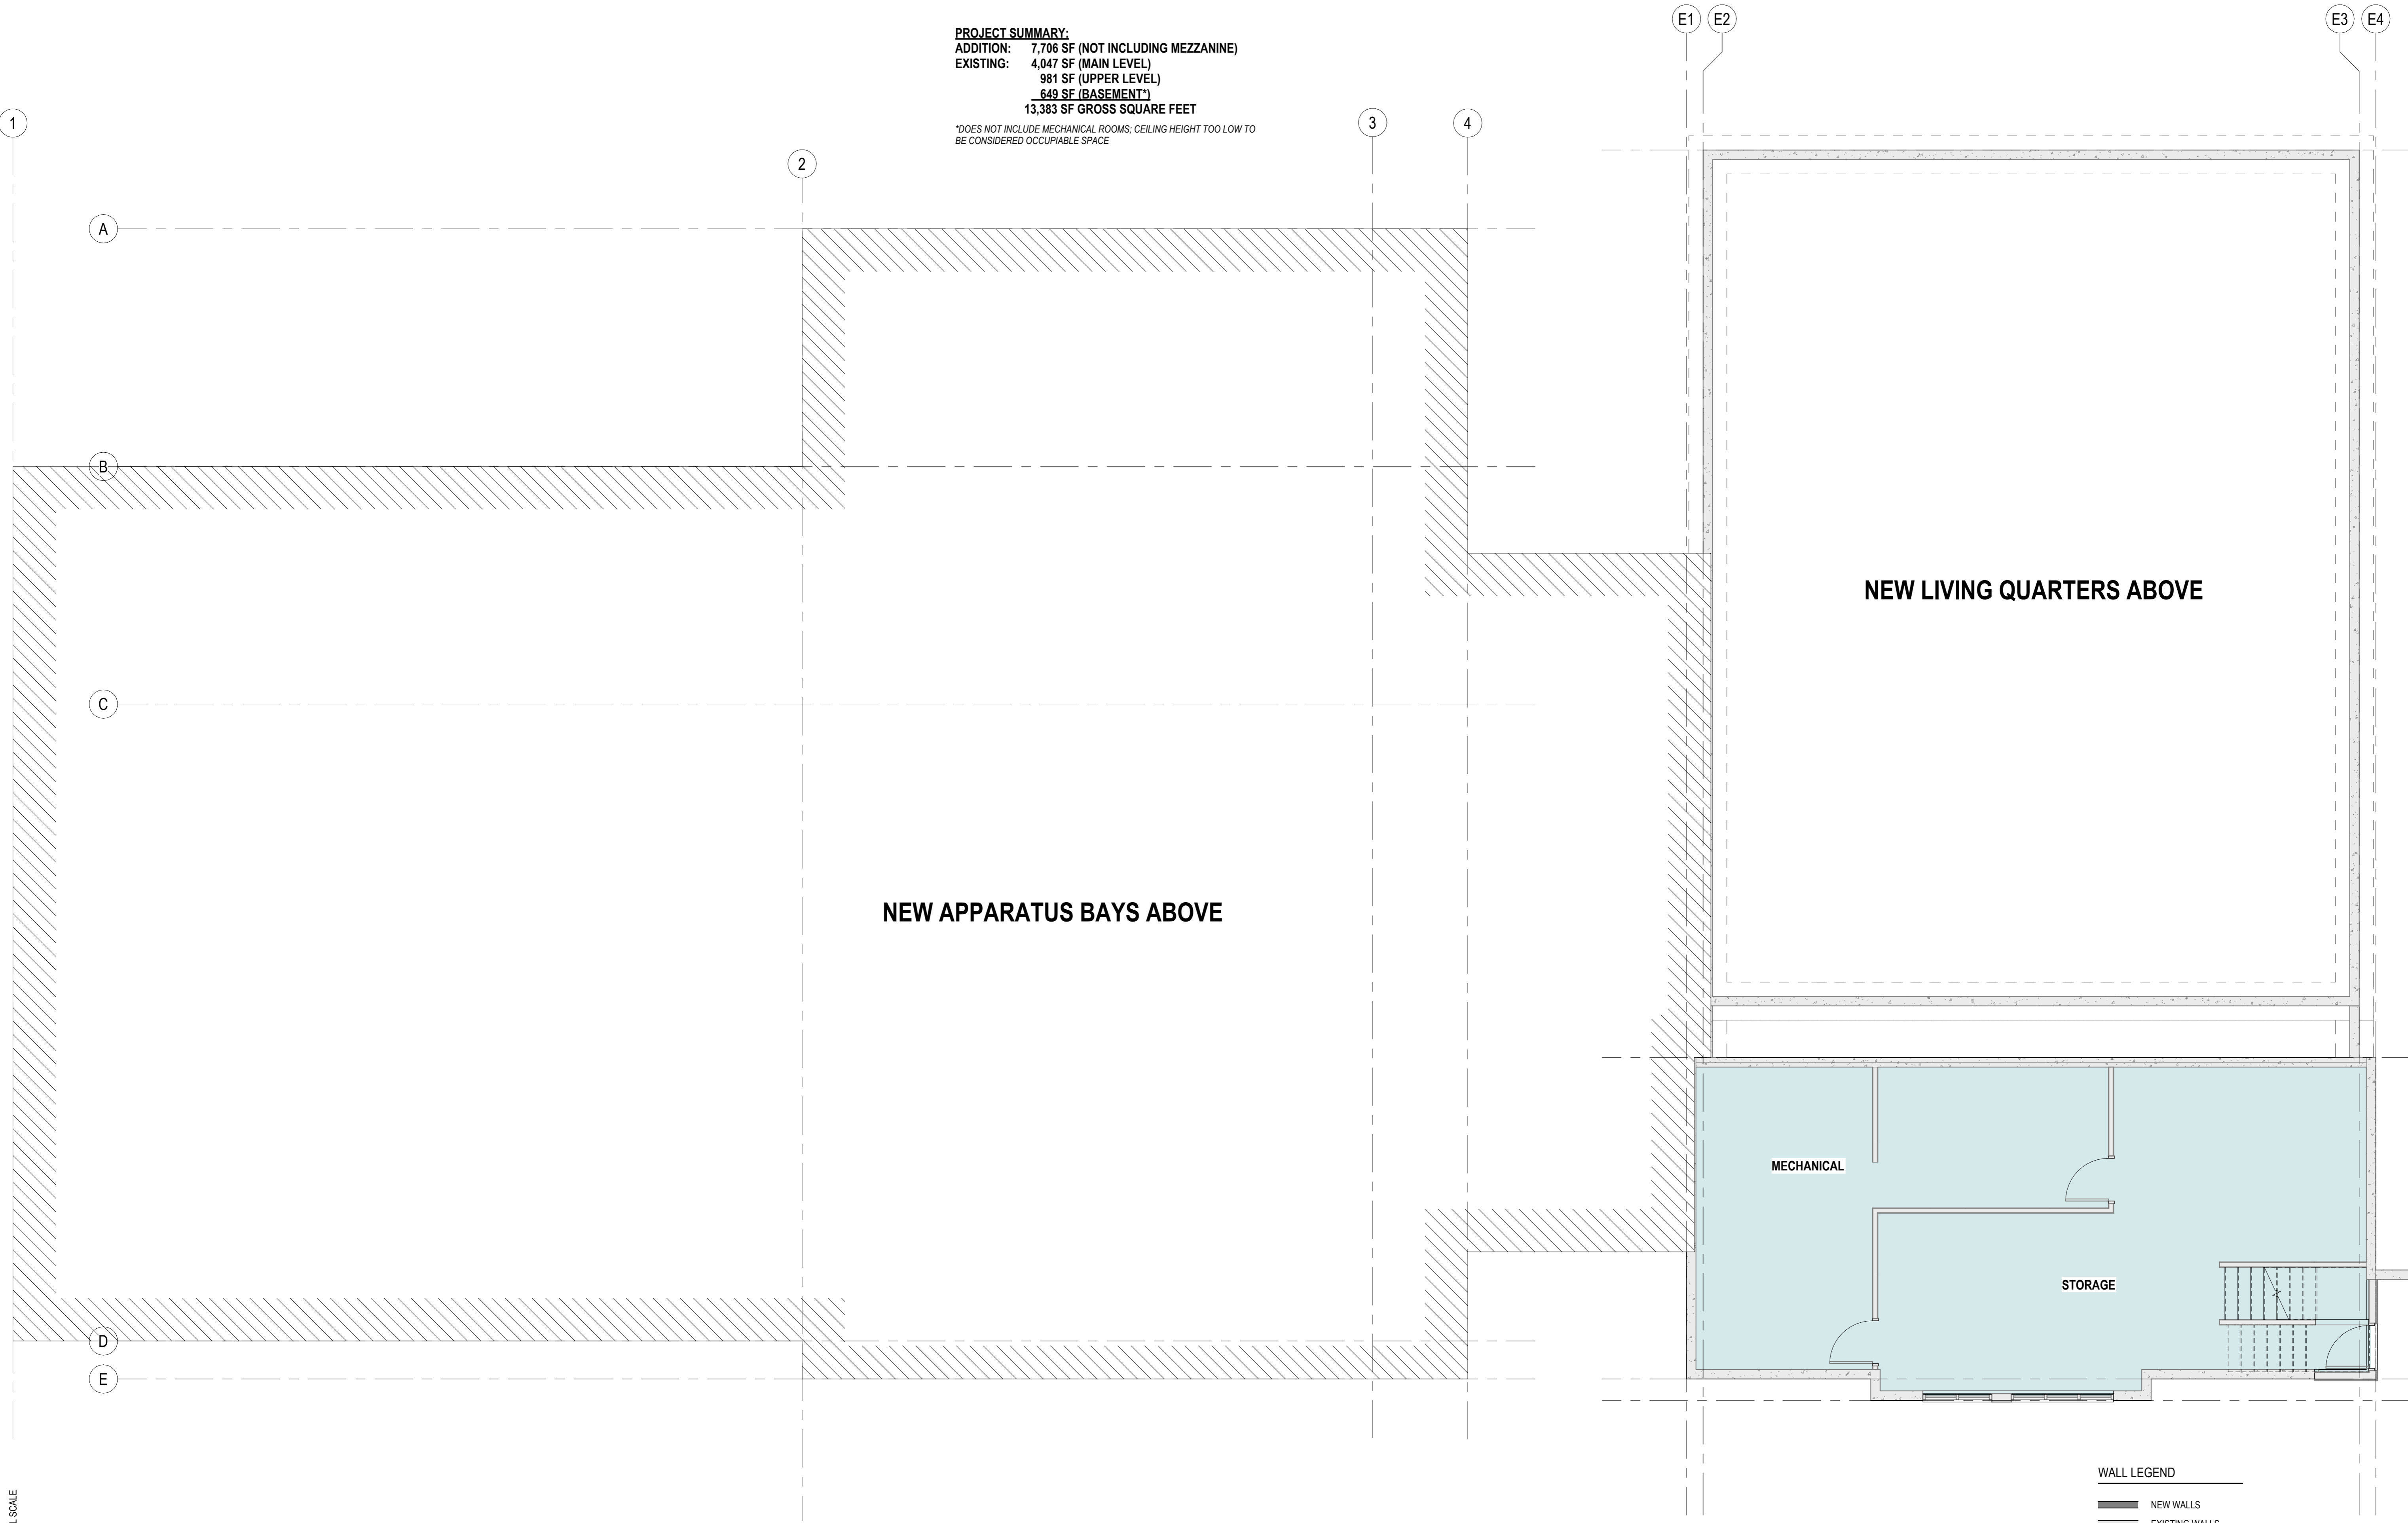 PROJECT SUMMARY:
ADDITION: 7,706 SF (NOT INCLUDING MEZZANINE)
EXISTING: 4,047 SF (MAIN LEVEL)
981 SF (UPPER LEVEL)
649 SF (BASEMENT*)
13,383 SF GROSS SQUARE FEET
*DOES NOT INCLUDE MECHANICAL ROOMS; CEILING HEIGHT TOO LOW TO
BE CONSIDERED OCCUPIABLE SPACE
E1 E2 E3 E4
1
2
3
4
A
B
C
D
E
NEW LIVING QUARTERS ABOVE
NEW APPARATUS BAYS ABOVE
MECHANICAL
STORAGE
WALL LEGEND
NEW WALLS
EXISTING WALLS
L SCALE